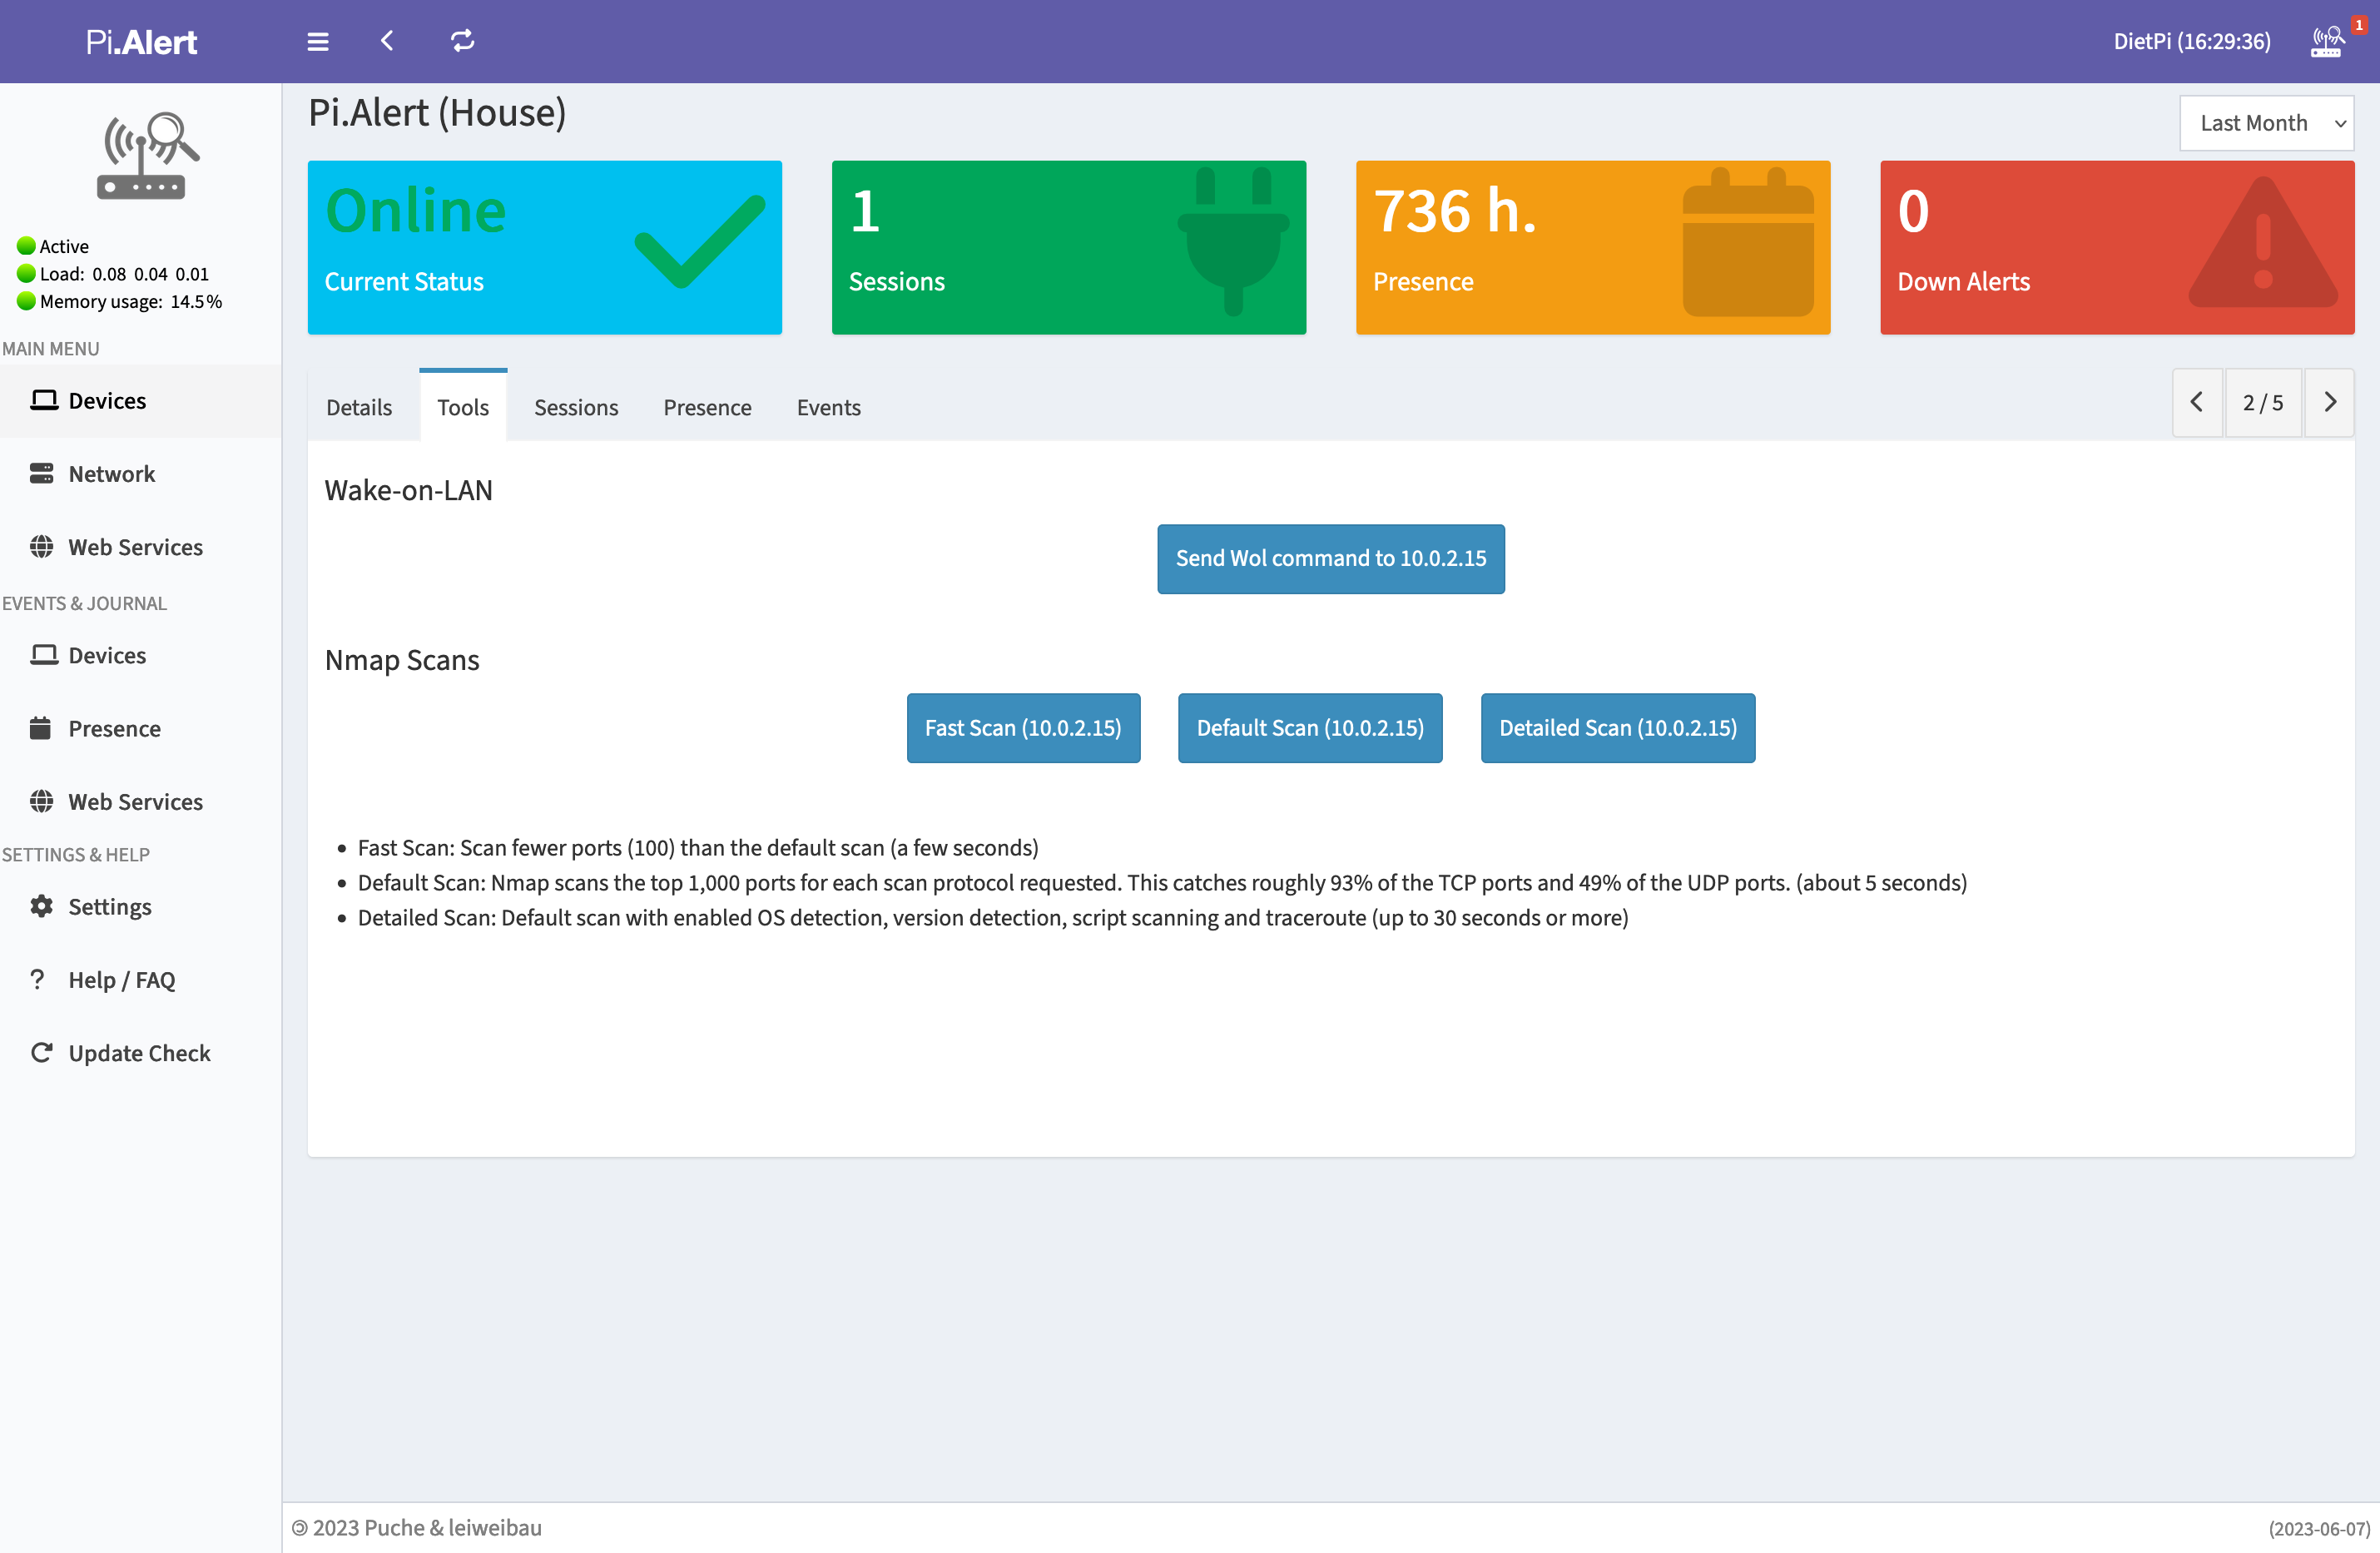 Pi.Alert
DietPi (16:29:36)
1
Active
Load: 0.08 0.04 0.01
Memory usage: 14.5%
MAIN MENU
Devices
Network
Web Services
EVENTS & JOURNAL
Devices
Presence
Web Services
SETTINGS & HELP
Settings
Help / FAQ
Update Check
Pi.Alert (House)
Last Month
Online
Current Status
1
Sessions
736 h.
Presence
0
Down Alerts
Details
Tools
Sessions
Presence
Events
2 / 5
Wake-on-LAN
Send Wol command to 10.0.2.15
Nmap Scans
Fast Scan (10.0.2.15)
Default Scan (10.0.2.15)
Detailed Scan (10.0.2.15)
• Fast Scan: Scan fewer ports (100) than the default scan (a few seconds)
• Default Scan: Nmap scans the top 1,000 ports for each scan protocol requested. This catches roughly 93% of the TCP ports and 49% of the UDP ports. (about 5 seconds)
• Detailed Scan: Default scan with enabled OS detection, version detection, script scanning and traceroute (up to 30 seconds or more)
🄯 2023 Puche & leiweibau
(2023-06-07)